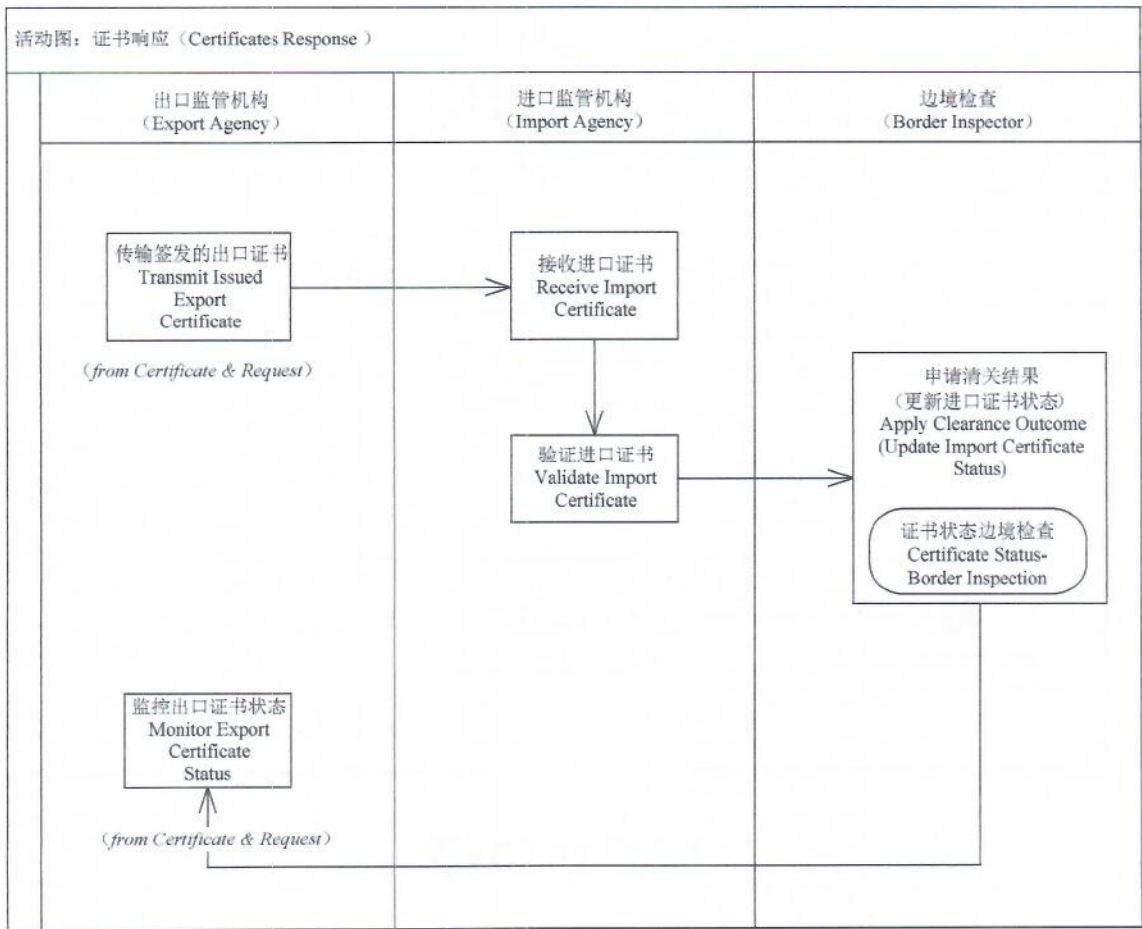 活动图：证书响应（Certificates Response ）
出口监管机构
（Export Agency）
进口监管机构
（Import Agency）
边境检查
（Border Inspector）
传输签发的出口证书
Transmit Issued
Export
Certificate
（from Certificate & Request）
接收进口证书
Receive Import
Certificate
验证进口证书
Validate Import
Certificate
申请清关结果
（更新进口证书状态）
Apply Clearance Outcome
(Update Import Certificate
Status)
证书状态边境检查
Certificate Status-
Border Inspection
监控出口证书状态
Monitor Export
Certificate
Status
（from Certificate & Request）